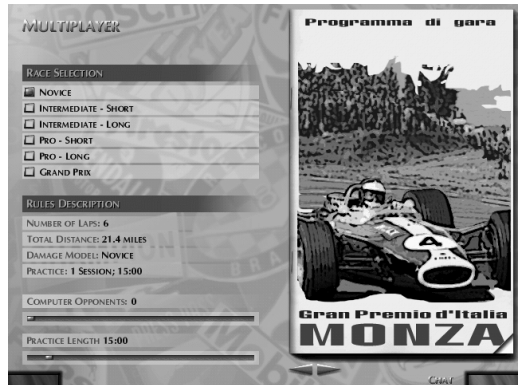 MULTIPLAYER
RACE SELECTION
NOVICE
INTERMEDIATE - SHORT
INTERMEDIATE - LONG
PRO - SHORT
PRO - LONG
GRAND PRIX
RULES DESCRIPTION
NUMBER OF LAPS: 6
TOTAL DISTANCE: 21.4 MILES
DAMAGE MODEL: NOVICE
PRACTICE: 1 SESSION; 15:00
COMPUTER OPPONENTS: 0
PRACTICE LENGTH 15:00
Programma di gara
4
Gran Premio d'Italia
MONZA
CHAT